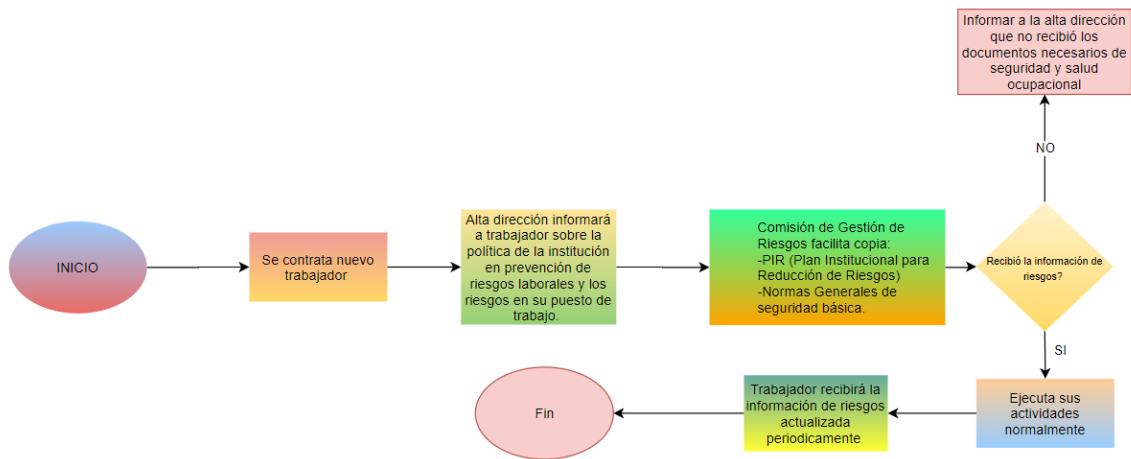 INICIO
Se contrata nuevo
trabajador
Alta dirección informará
a trabajador sobre la
política de la institución
en prevención de
riesgos laborales y los
riesgos en su puesto de
trabajo.
Comisión de Gestión de
Riesgos facilita copia:
-PIR (Plan Institucional para
Reducción de Riesgos)
-Normas Generales de
seguridad básica.
Recibió la información de
riesgos?
NO
Informar a la alta dirección
que no recibió los
documentos necesarios de
seguridad y salud
ocupacional
SI
Ejecuta sus
actividades
normalmente
Trabajador recibirá la
información de riesgos
actualizada
periodicamente
Fin